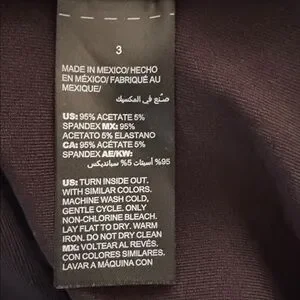 3
MADE IN MEXICO/ HECHO
EN MÉXICO/ FABRIQUÉ AU
MEXIQUE/
صنع في المكسيك
US: 95% ACETATE 5%
SPANDEX MX: 95%
ACETATO 5% ELASTANO
CA: 95% ACÉTATE 5%
SPANDEX AE/KW:
95% أسيتات 5% سبانديكس
US: TURN INSIDE OUT.
WITH SIMILAR COLORS.
MACHINE WASH COLD,
GENTLE CYCLE. ONLY
NON-CHLORINE BLEACH.
LAY FLAT TO DRY. WARM
IRON. DO NOT DRY CLEAN
MX: VOLTEAR AL REVÉS.
CON COLORES SIMILARES.
LAVAR A MÁQUINA CON